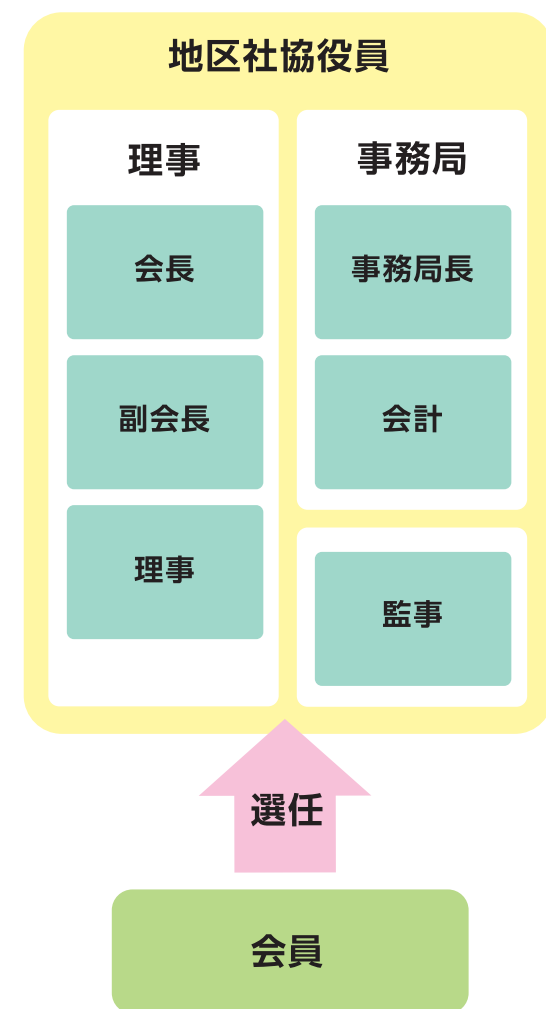 地区社協役員
理事
会長
副会長
理事
事務局
事務局長
会計
監事
選任
会員